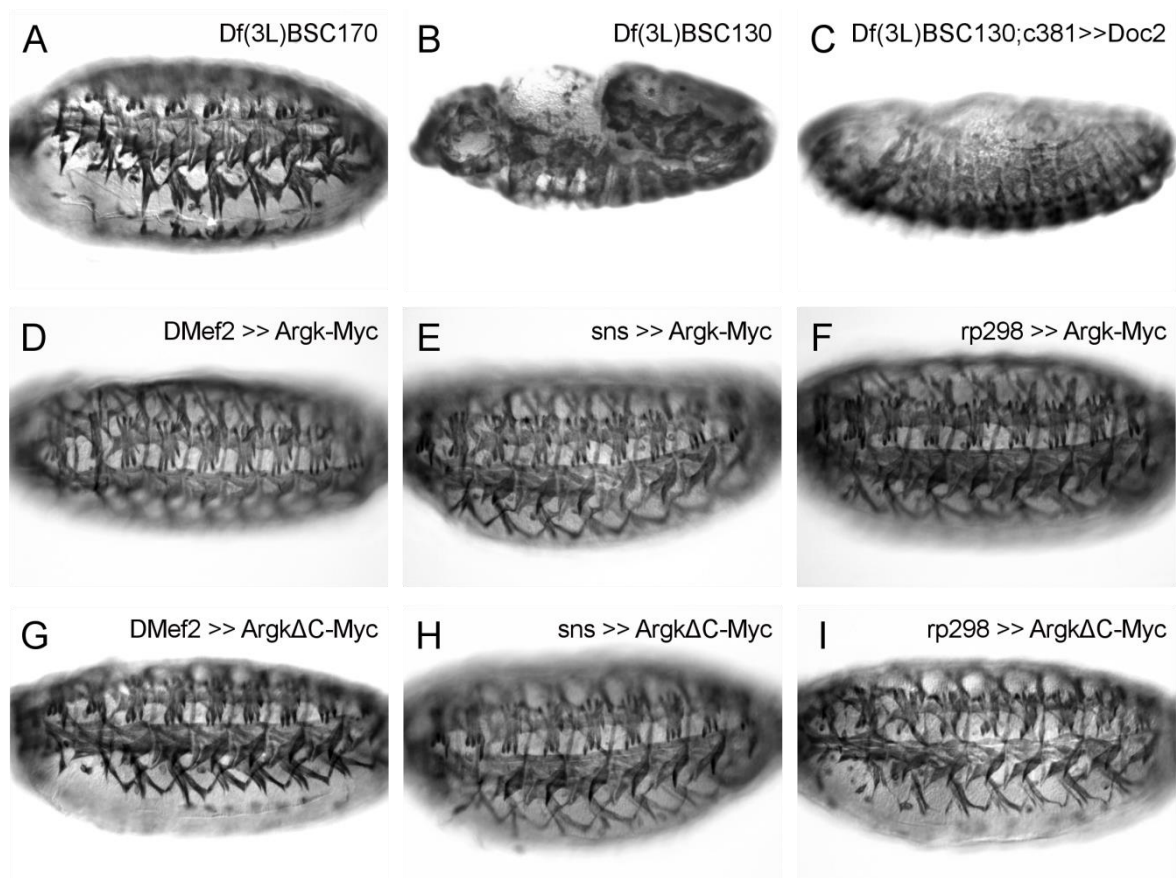 A Df(3L)BSC170
B Df(3L)BSC130
C Df(3L)BSC130;c381>>Doc2
D DMef2 >> Argk-Myc
E sns >> Argk-Myc
F rp298 >> Argk-Myc
G DMef2 >> ArgkΔC-Myc
H sns >> ArgkΔC-Myc
I rp298 >> ArgkΔC-Myc